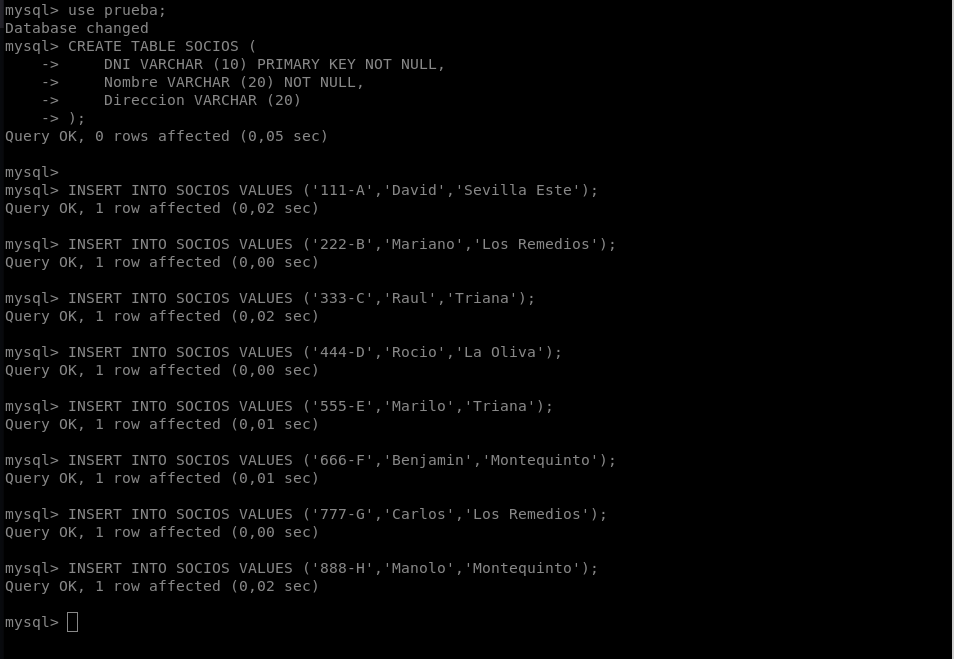 mysql> use prueba;
Database changed
mysql> CREATE TABLE SOCIOS (
    ->     DNI VARCHAR (10) PRIMARY KEY NOT NULL,
    ->     Nombre VARCHAR (20) NOT NULL,
    ->     Direccion VARCHAR (20)
    -> );
Query OK, 0 rows affected (0,05 sec)

mysql>
mysql> INSERT INTO SOCIOS VALUES ('111-A','David','Sevilla Este');
Query OK, 1 row affected (0,02 sec)

mysql> INSERT INTO SOCIOS VALUES ('222-B','Mariano','Los Remedios');
Query OK, 1 row affected (0,00 sec)

mysql> INSERT INTO SOCIOS VALUES ('333-C','Raul','Triana');
Query OK, 1 row affected (0,02 sec)

mysql> INSERT INTO SOCIOS VALUES ('444-D','Rocio','La Oliva');
Query OK, 1 row affected (0,00 sec)

mysql> INSERT INTO SOCIOS VALUES ('555-E','Marilo','Triana');
Query OK, 1 row affected (0,01 sec)

mysql> INSERT INTO SOCIOS VALUES ('666-F','Benjamin','Montequinto');
Query OK, 1 row affected (0,01 sec)

mysql> INSERT INTO SOCIOS VALUES ('777-G','Carlos','Los Remedios');
Query OK, 1 row affected (0,00 sec)

mysql> INSERT INTO SOCIOS VALUES ('888-H','Manolo','Montequinto');
Query OK, 1 row affected (0,02 sec)

mysql>